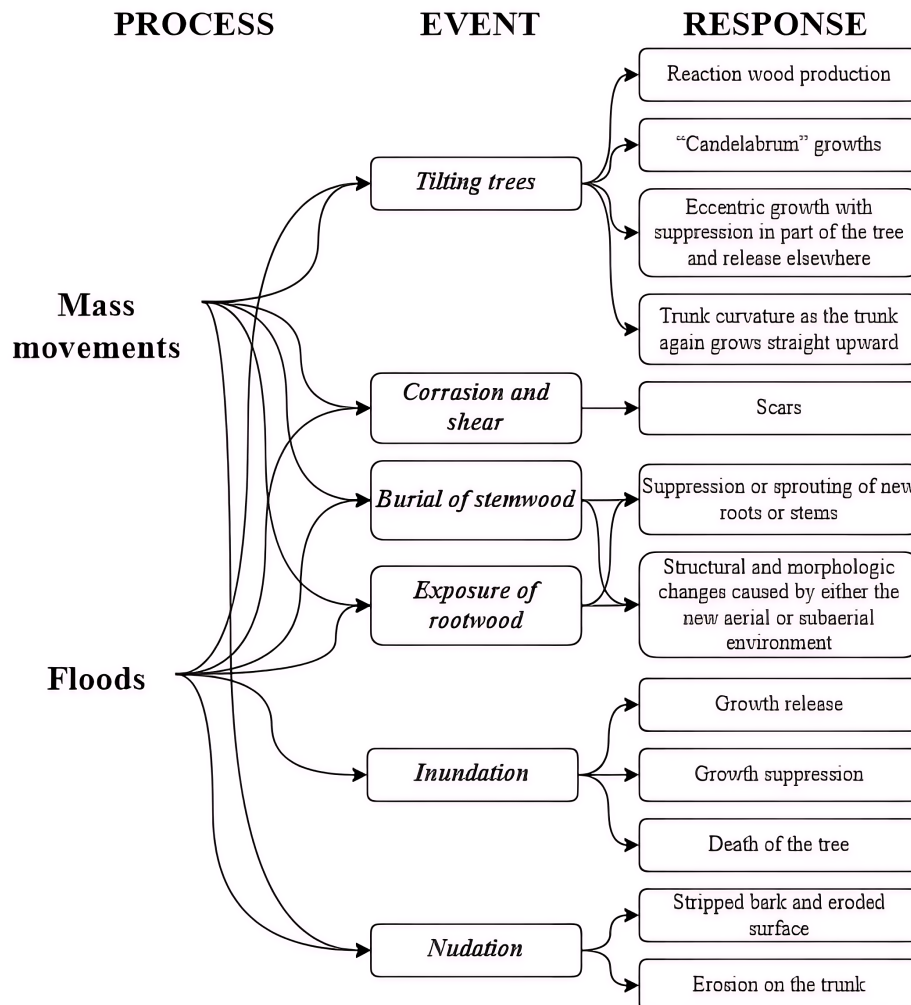 PROCESS
EVENT
RESPONSE
Mass
movements
Floods
Tilting trees
Corrasion and
shear
Burial of stemwood
Exposure of
rootwood
Inundation
Nudation
Reaction wood production
“Candelabrum” growths
Eccentric growth with
suppression in part of the tree
and release elsewhere
Trunk curvature as the trunk
again grows straight upward
Scars
Suppression or sprouting of new
roots or stems
Structural and morphologic
changes caused by either the
new aerial or subaerial
environment
Growth release
Growth suppression
Death of the tree
Stripped bark and eroded
surface
Erosion on the trunk